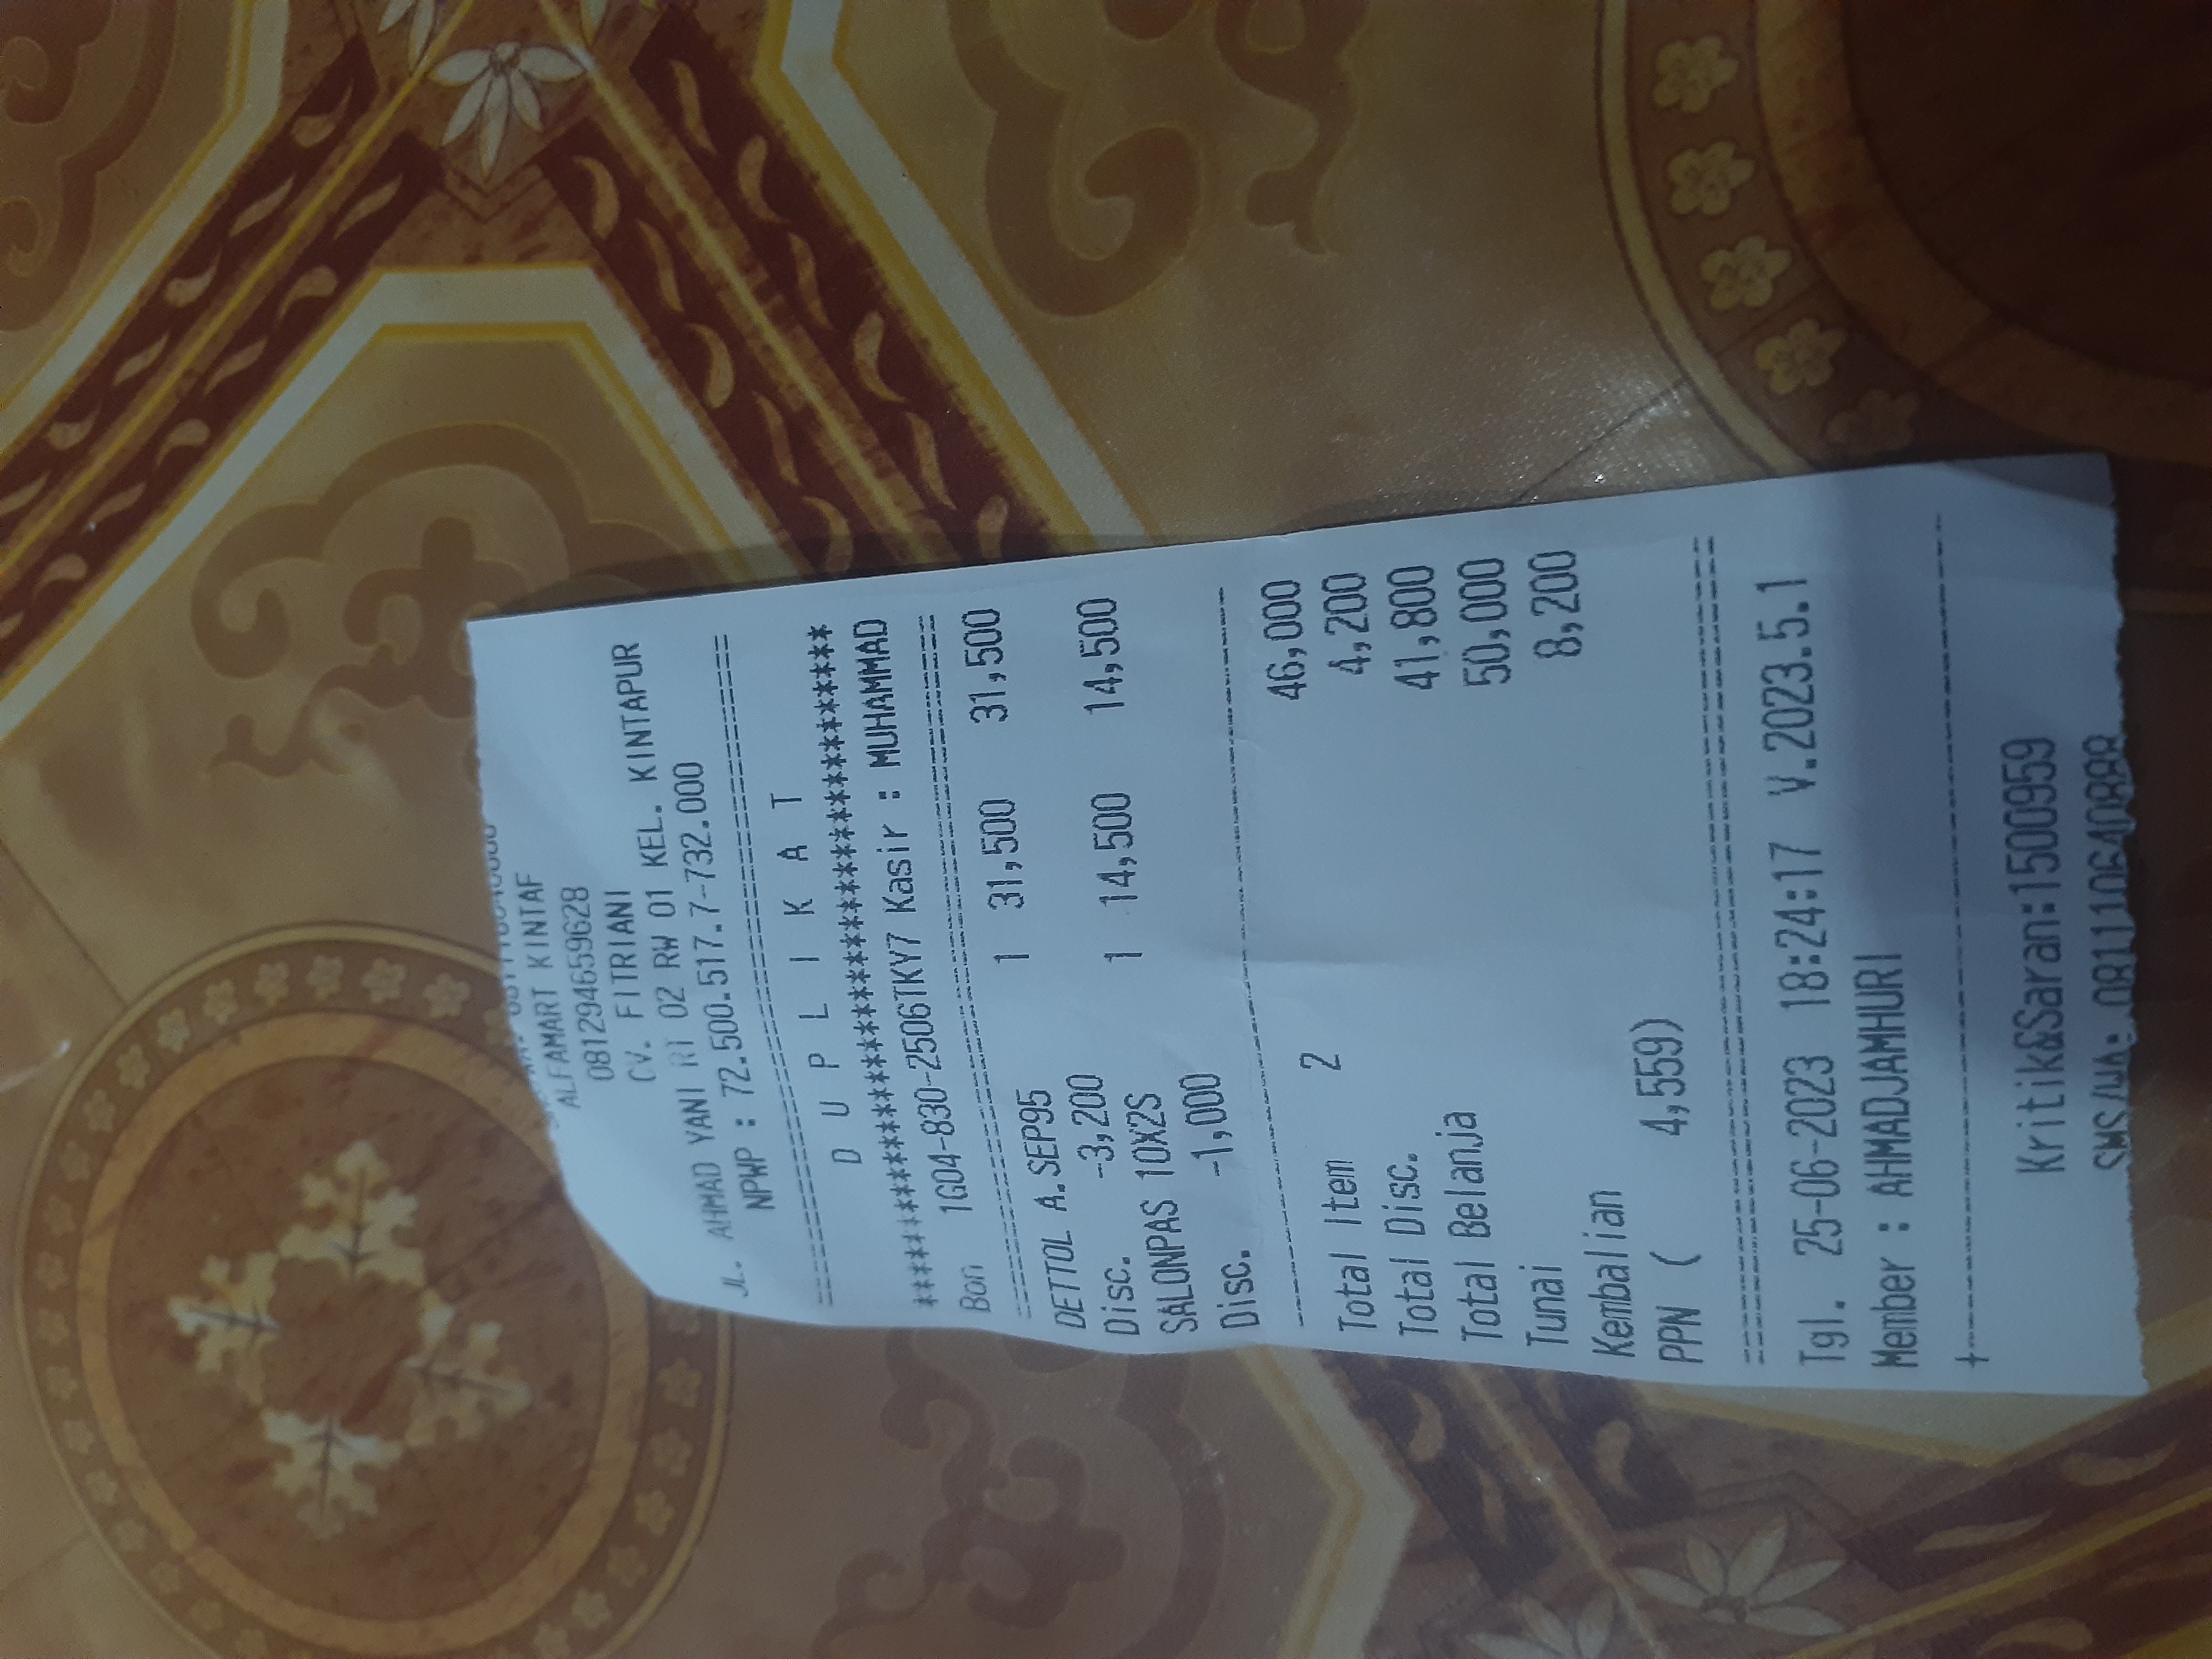 ALFAMART KINTAF
081294659628
CV. FITRIANI
JL. AHMAD YANI RT 02 RW 01 KEL. KINTAPUR
NPWP : 72.500.517.7-732.000
================================
D U P L I K A T
********************************
Bon 1G04-830-2506TKY7 Kasir : MUHAMMAD
DETTOL A.SEP95 1 31,500 31,500
Disc. -3,200
SALONPAS 10X2S 1 14,500 14,500
Disc. -1,000
Total Item 2 46,000
Total Disc. 4,200
Total Belanja 41,800
Tunai 50,000
Kembalian 8,200
PPN ( 4,559)
Tgl. 25-06-2023 18:24:17 V.2023.5.1
Member : AHMADJAMHURI
Kritik&Saran:1500959
SMS/WA: 081110640888